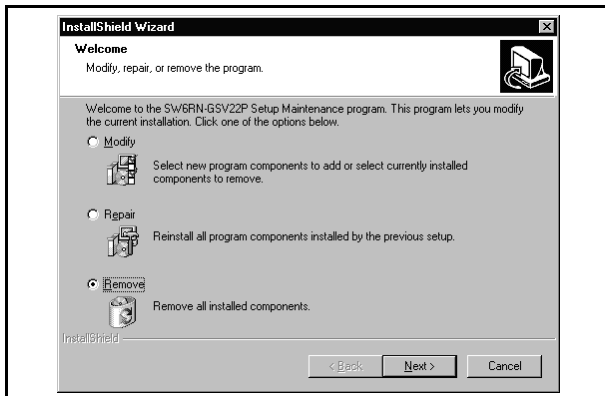 InstallShield Wizard
Welcome
Modify, repair, or remove the program.
Welcome to the SW6RN-GSV22P Setup Maintenance program. This program lets you modify
the current installation. Click one of the options below.
Modify
Select new program components to add or select currently installed
components to remove.
Repair
Reinstall all program components installed by the previous setup.
Remove
Remove all installed components.
InstallShield
< Back
Next >
Cancel